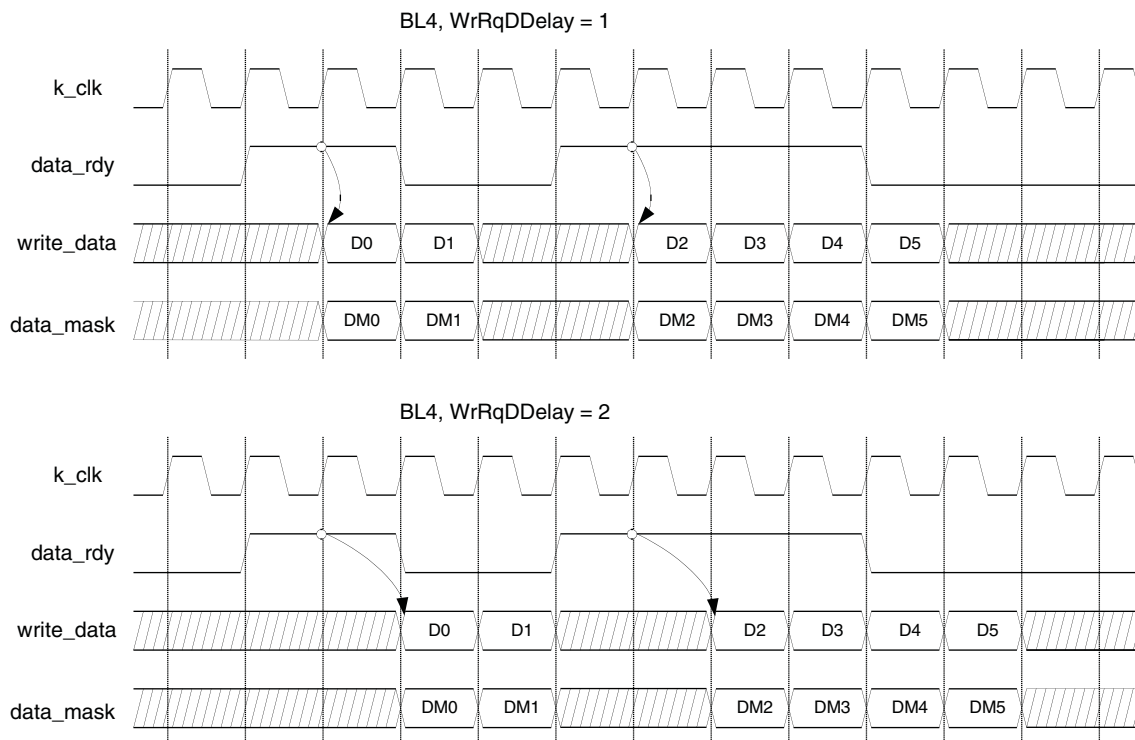 BL4, WrRqDDelay = 1
k_clk
data_rdy
write_data D0 D1 D2 D3 D4 D5
data_mask DM0 DM1 DM2 DM3 DM4 DM5
BL4, WrRqDDelay = 2
k_clk
data_rdy
write_data D0 D1 D2 D3 D4 D5
data_mask DM0 DM1 DM2 DM3 DM4 DM5